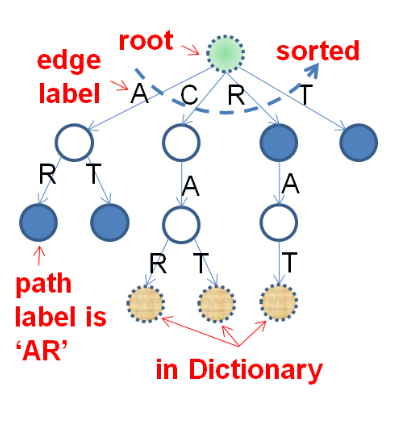 root
sorted
edge
label
A C R T
R T A A
R T T
path
label is
‘AR’
in Dictionary